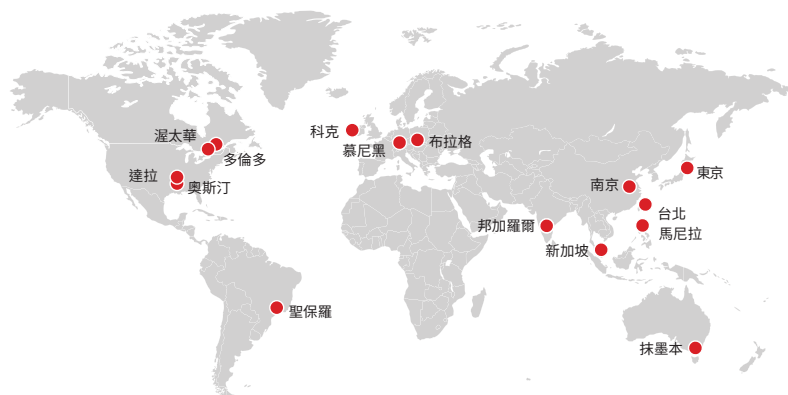 渥太華
多倫多
達拉
奧斯汀
聖保羅
科克
慕尼黑
布拉格
南京
東京
台北
馬尼拉
邦加羅爾
新加坡
抹墨本